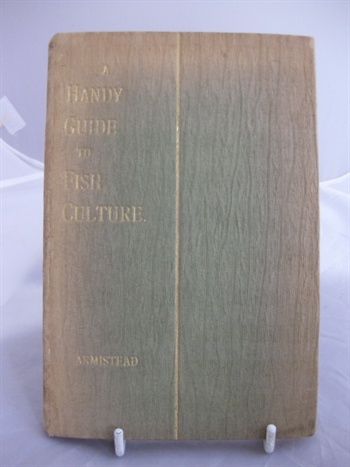 A
HANDY
GUIDE
TO
FISH
CULTURE.
ARMISTEAD